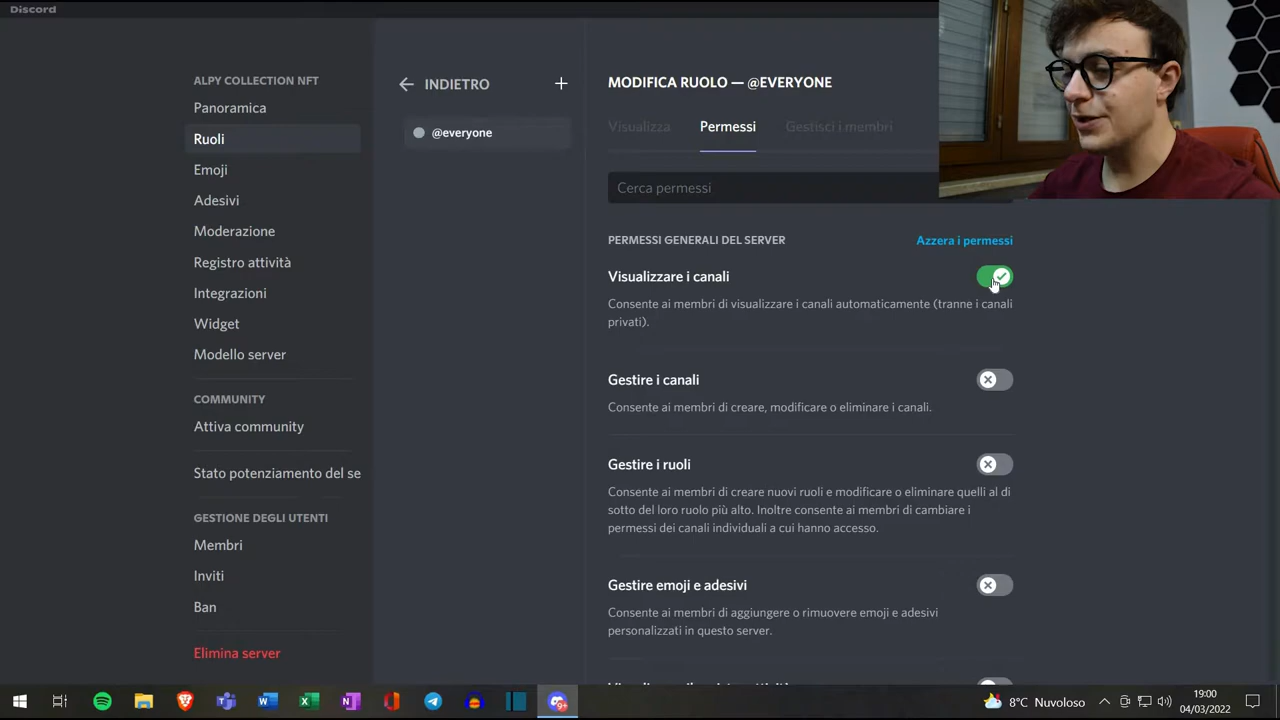 Discord
ALPY COLLECTION NFT
Panoramica
Ruoli
Emoji
Adesivi
Moderazione
Registro attività
Integrazioni
Widget
Modello server
COMMUNITY
Attiva community
Stato potenziamento del se
GESTIONE DEGLI UTENTI
Membri
Inviti
Ban
Elimina server
INDIETRO
@everyone
MODIFICA RUOLO — @EVERYONE
Visualizza Permessi Gestisci i membri
Cerca permessi
PERMESSI GENERALI DEL SERVER Azzera i permessi
Visualizzare i canali
Consente ai membri di visualizzare i canali automaticamente (tranne i canali
privati).
Gestire i canali
Consente ai membri di creare, modificare o eliminare i canali.
Gestire i ruoli
Consente ai membri di creare nuovi ruoli e modificare o eliminare quelli al di
sotto del loro ruolo più alto. Inoltre consente ai membri di cambiare i
permessi dei canali individuali a cui hanno accesso.
Gestire emoji e adesivi
Consente ai membri di aggiungere o rimuovere emoji e adesivi
personalizzati in questo server.
8°C Nuvoloso
19:00
04/03/2022